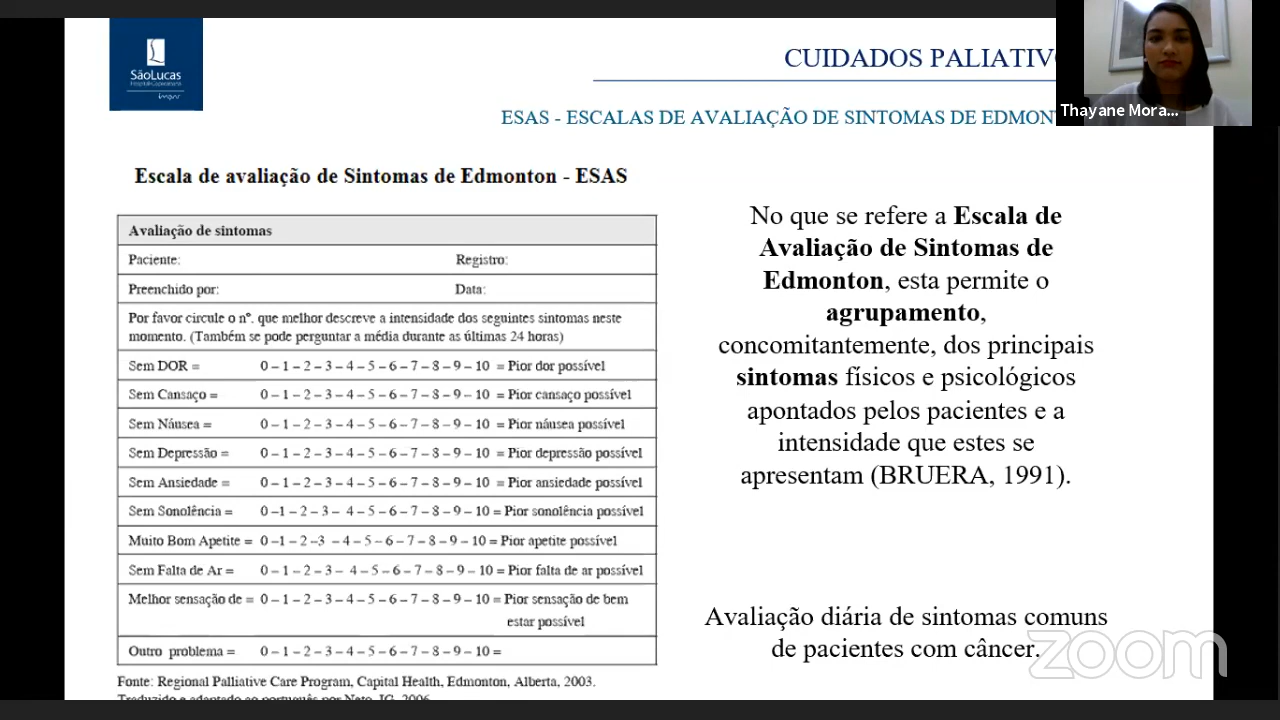 SãoLucas
CUIDADOS PALIATIVO
Thayane Mora...
ESAS - ESCALAS DE AVALIAÇÃO DE SINTOMAS DE EDMON
Escala de avaliação de Sintomas de Edmonton - ESAS
Avaliação de sintomas
Paciente: Registro:
Preenchido por: Data:
Por favor circule o nº. que melhor descreve a intensidade dos seguintes sintomas neste
momento. (Também se pode perguntar a média durante as últimas 24 horas)
Sem DOR = 0 – 1 – 2 – 3 – 4 – 5 – 6 – 7 – 8 – 9 – 10 = Pior dor possível
Sem Cansaço = 0 – 1 – 2 – 3 – 4 – 5 – 6 – 7 – 8 – 9 – 10 = Pior cansaço possível
Sem Náusea = 0 – 1 – 2 – 3 – 4 – 5 – 6 – 7 – 8 – 9 – 10 = Pior náusea possível
Sem Depressão = 0 – 1 – 2 – 3 – 4 – 5 – 6 – 7 – 8 – 9 – 10 = Pior depressão possível
Sem Ansiedade = 0 – 1 – 2 – 3 – 4 – 5 – 6 – 7 – 8 – 9 – 10 = Pior ansiedade possível
Sem Sonolência = 0 –1 – 2 – 3 – 4 – 5 – 6 – 7 – 8 – 9 – 10 = Pior sonolência possível
Muito Bom Apetite = 0 –1 – 2 –3 – 4 – 5 – 6 – 7 – 8 – 9 – 10 = Pior apetite possível
Sem Falta de Ar = 0 – 1 – 2 – 3 – 4 – 5 – 6 – 7 – 8 – 9 – 10 = Pior falta de ar possível
Melhor sensação de = 0 – 1 – 2 – 3 – 4 – 5 – 6 – 7 – 8 – 9 – 10 = Pior sensação de bem
estar possível
Outro problema = 0 – 1 – 2 – 3 – 4 – 5 – 6 – 7 – 8 – 9 – 10 =
Fonte: Regional Palliative Care Program, Capital Health, Edmonton, Alberta, 2003.
Traduzido e adaptado ao português por Neto, IG, 2006
No que se refere a Escala de
Avaliação de Sintomas de
Edmonton, esta permite o
agrupamento,
concomitantemente, dos principais
sintomas físicos e psicológicos
apontados pelos pacientes e a
intensidade que estes se
apresentam (BRUERA, 1991).
Avaliação diária de sintomas comuns
de pacientes com câncer.
zoom